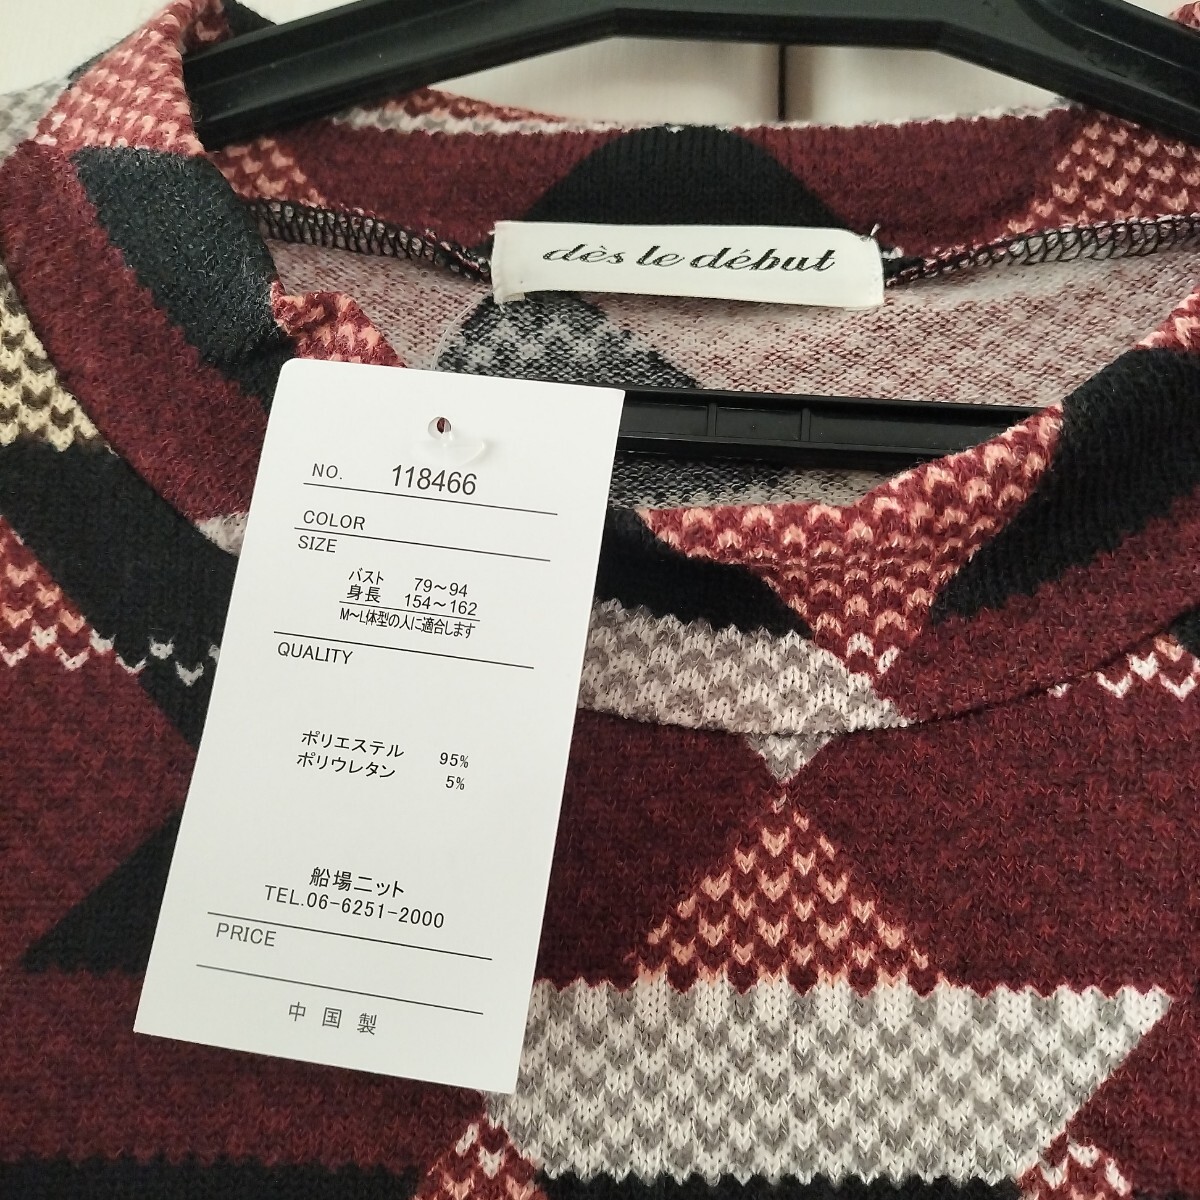 dès le début
NO. 118466
COLOR
SIZE
バスト 79～94
身長 154～162
M～L体型の人に適合します
QUALITY
ポリエステル 95%
ポリウレタン 5%
船場ニット
TEL.06-6251-2000
PRICE
中国製